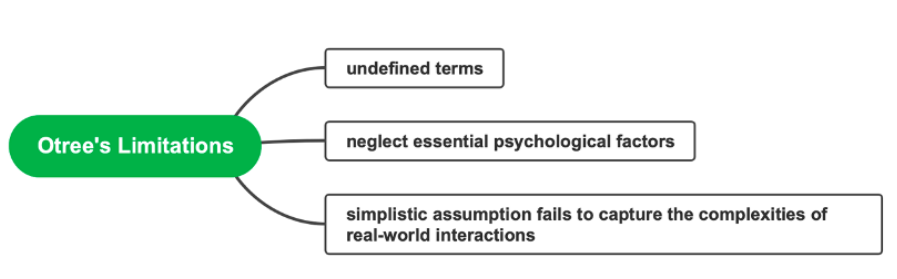 Otree's Limitations
undefined terms
neglect essential psychological factors
simplistic assumption fails to capture the complexities of
real-world interactions